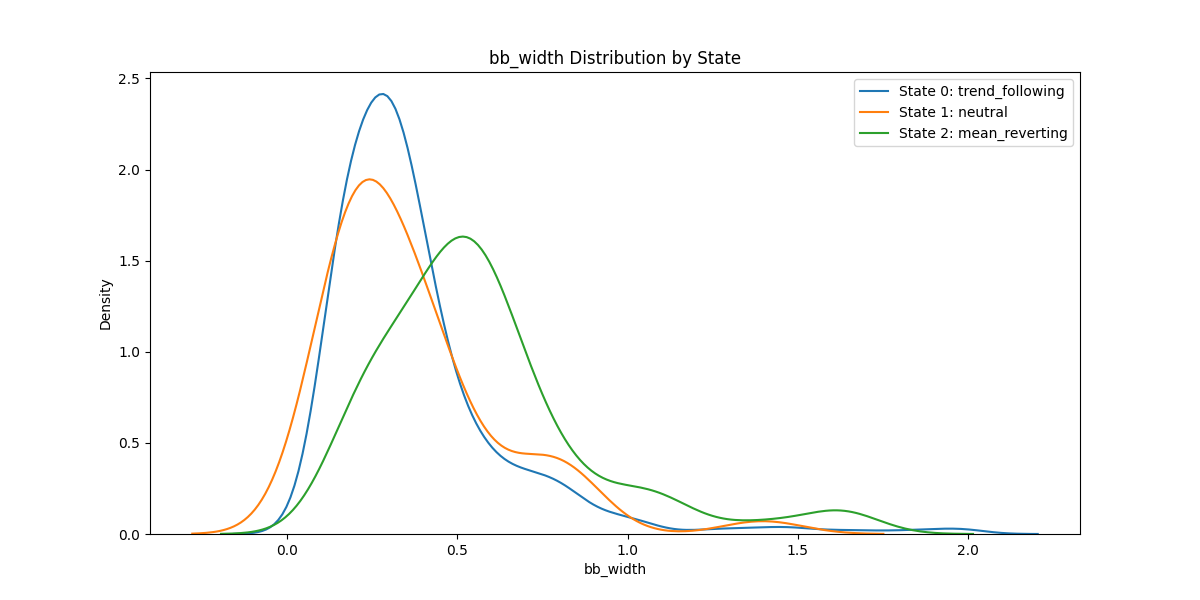 bb_width Distribution by State
State 0: trend_following
State 1: neutral
State 2: mean_reverting
2.5
2.0
1.5
1.0
0.5
0.0
Density
0.0 0.5 1.0 1.5 2.0
bb_width